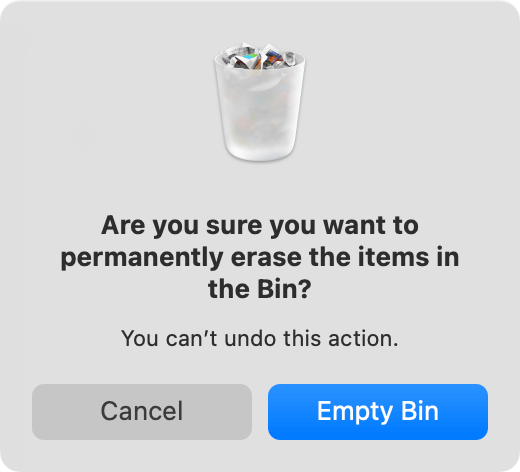 Are you sure you want to
permanently erase the items in
the Bin?
You can’t undo this action.
Cancel
Empty Bin